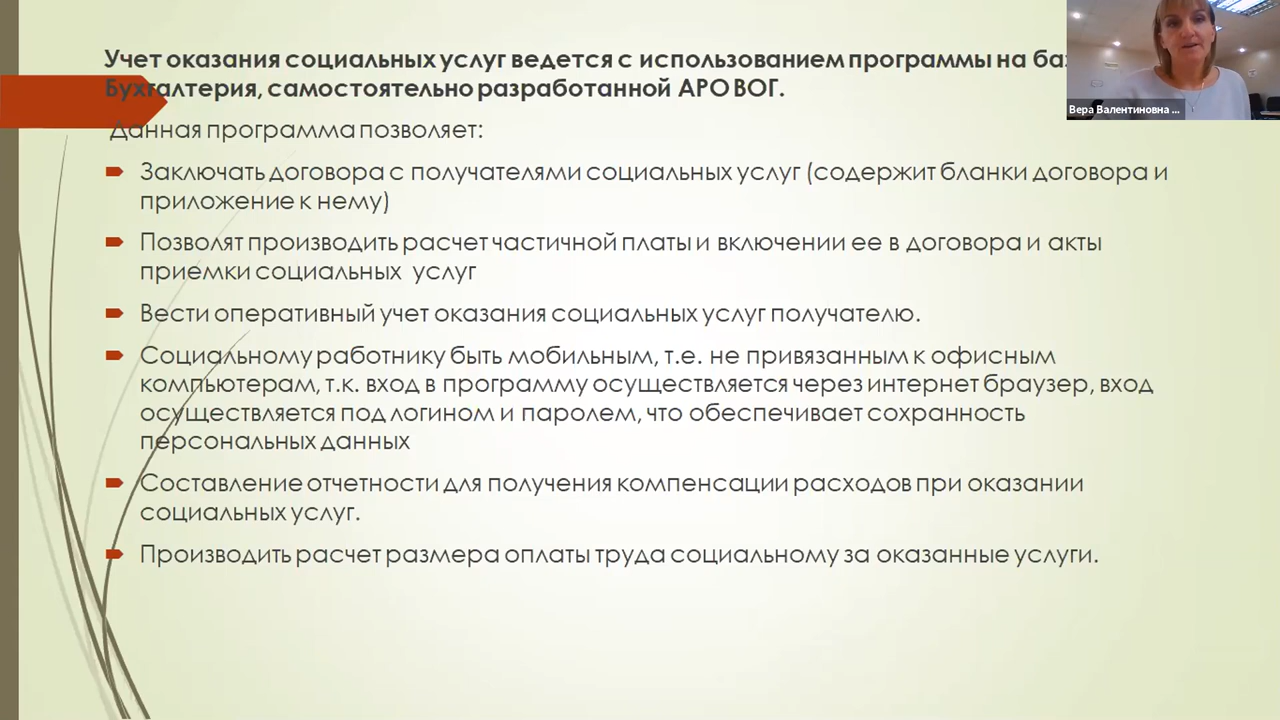 Учет оказания социальных услуг ведется с использованием программы на
Бухгалтерия, самостоятельно разработанной АРО ВОГ.
Данная программа позволяет:
Заключать договора с получателями социальных услуг (содержит бланки договора и
приложение к нему)
Позволят производить расчет частичной платы и включении ее в договора и акты
приемки социальных услуг
Вести оперативный учет оказания социальных услуг получателю.
Социальному работнику быть мобильным, т.е. не привязанным к офисным
компьютерам, т.к. вход в программу осуществляется через интернет браузер, вход
осуществляется под логином и паролем, что обеспечивает сохранность
персональных данных
Составление отчетности для получения компенсации расходов при оказании
социальных услуг.
Производить расчет размера оплаты труда социальному за оказанные услуги.
Вера Валентиновна ...